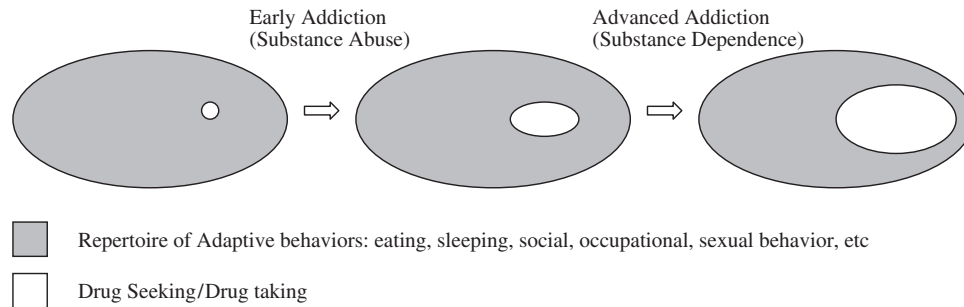 Early Addiction
(Substance Abuse)
Advanced Addiction
(Substance Dependence)
Repertoire of Adaptive behaviors: eating, sleeping, social, occupational, sexual behavior, etc
Drug Seeking/Drug taking